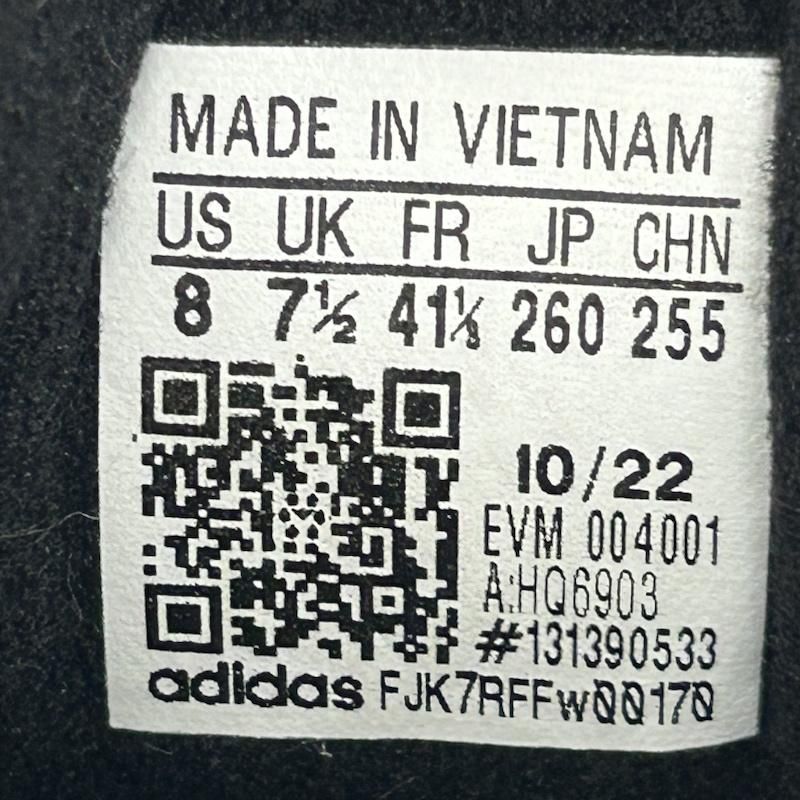 MADE IN VIETNAM
US UK FR JP CHN
8 7½ 41⅓ 260 255
10/22
EVM 004001
A:HQ6903
#131390533
adidas FJK7RFFw00170